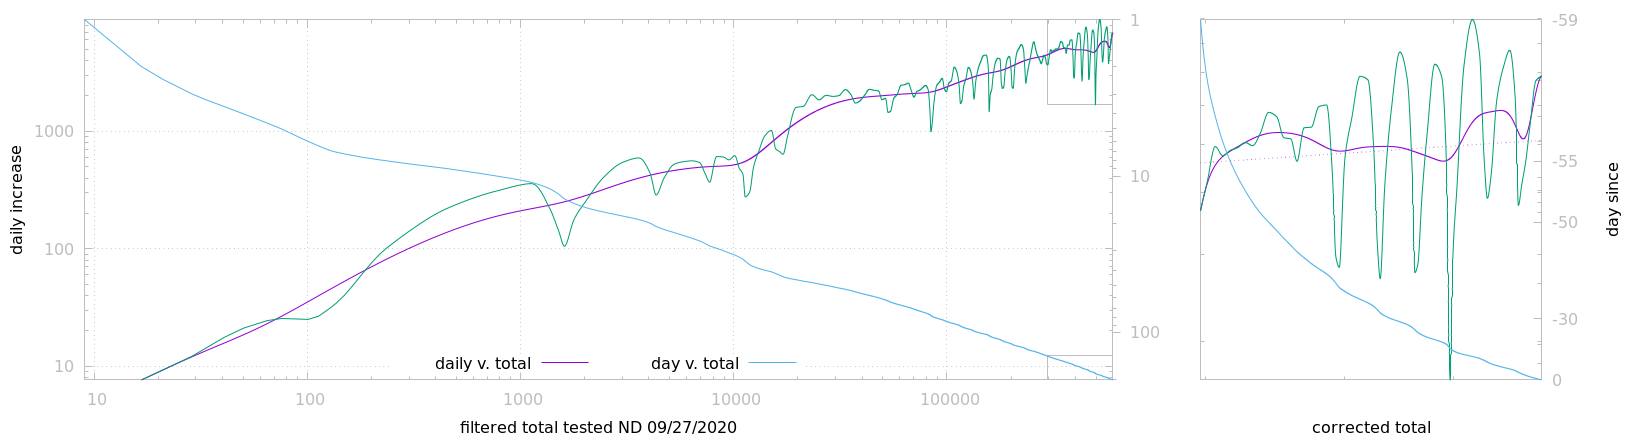 1 -59
1000
-55
10
daily increase
day since
100
-50
-30
100
10
daily v. total
day v. total
0
10 100 1000 10000 100000
filtered total tested ND 09/27/2020
corrected total